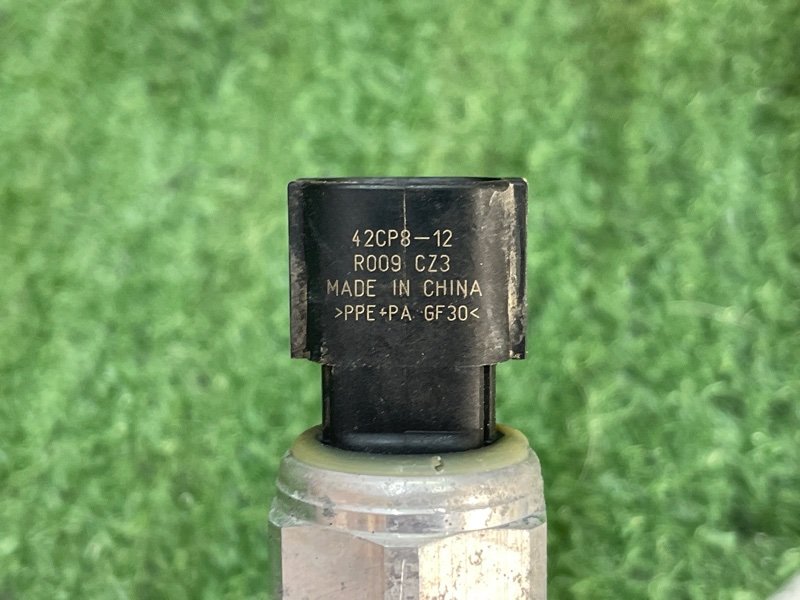 42CP8-12
R009 CZ3
MADE IN CHINA
>PPE+PA GF30<